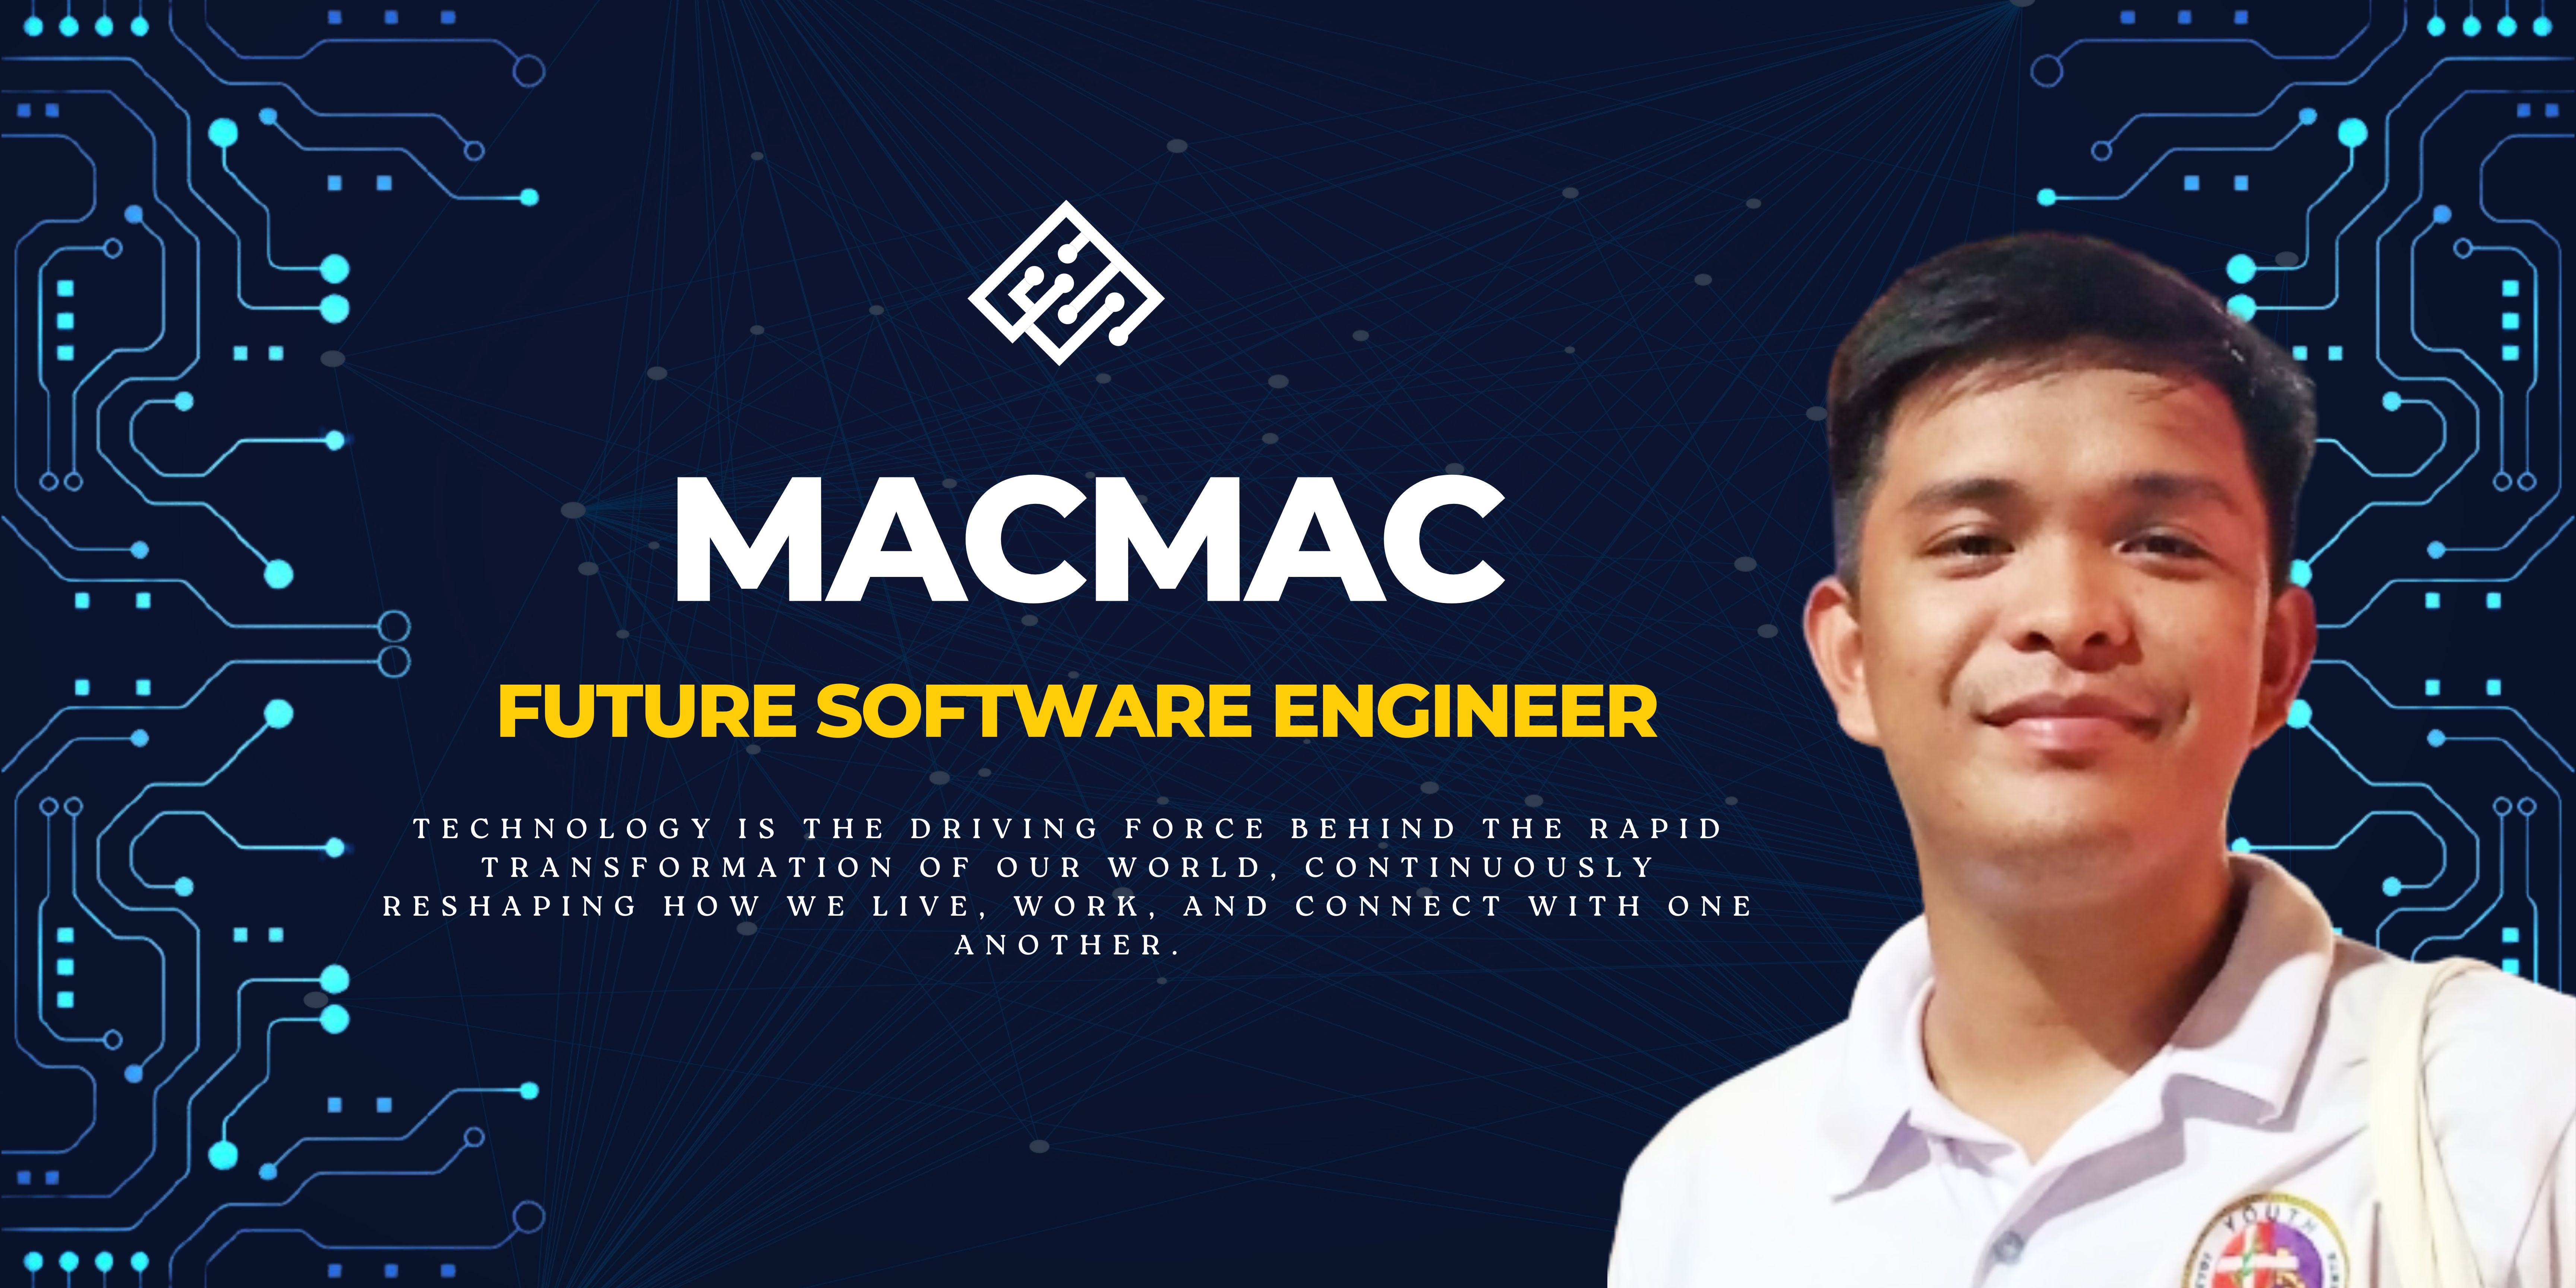 MACMAC
FUTURE SOFTWARE ENGINEER
TECHNOLOGY IS THE DRIVING FORCE BEHIND THE RAPID
TRANSFORMATION OF OUR WORLD, CONTINUOUSLY
RESHAPING HOW WE LIVE, WORK, AND CONNECT WITH ONE
ANOTHER.
YOUTH